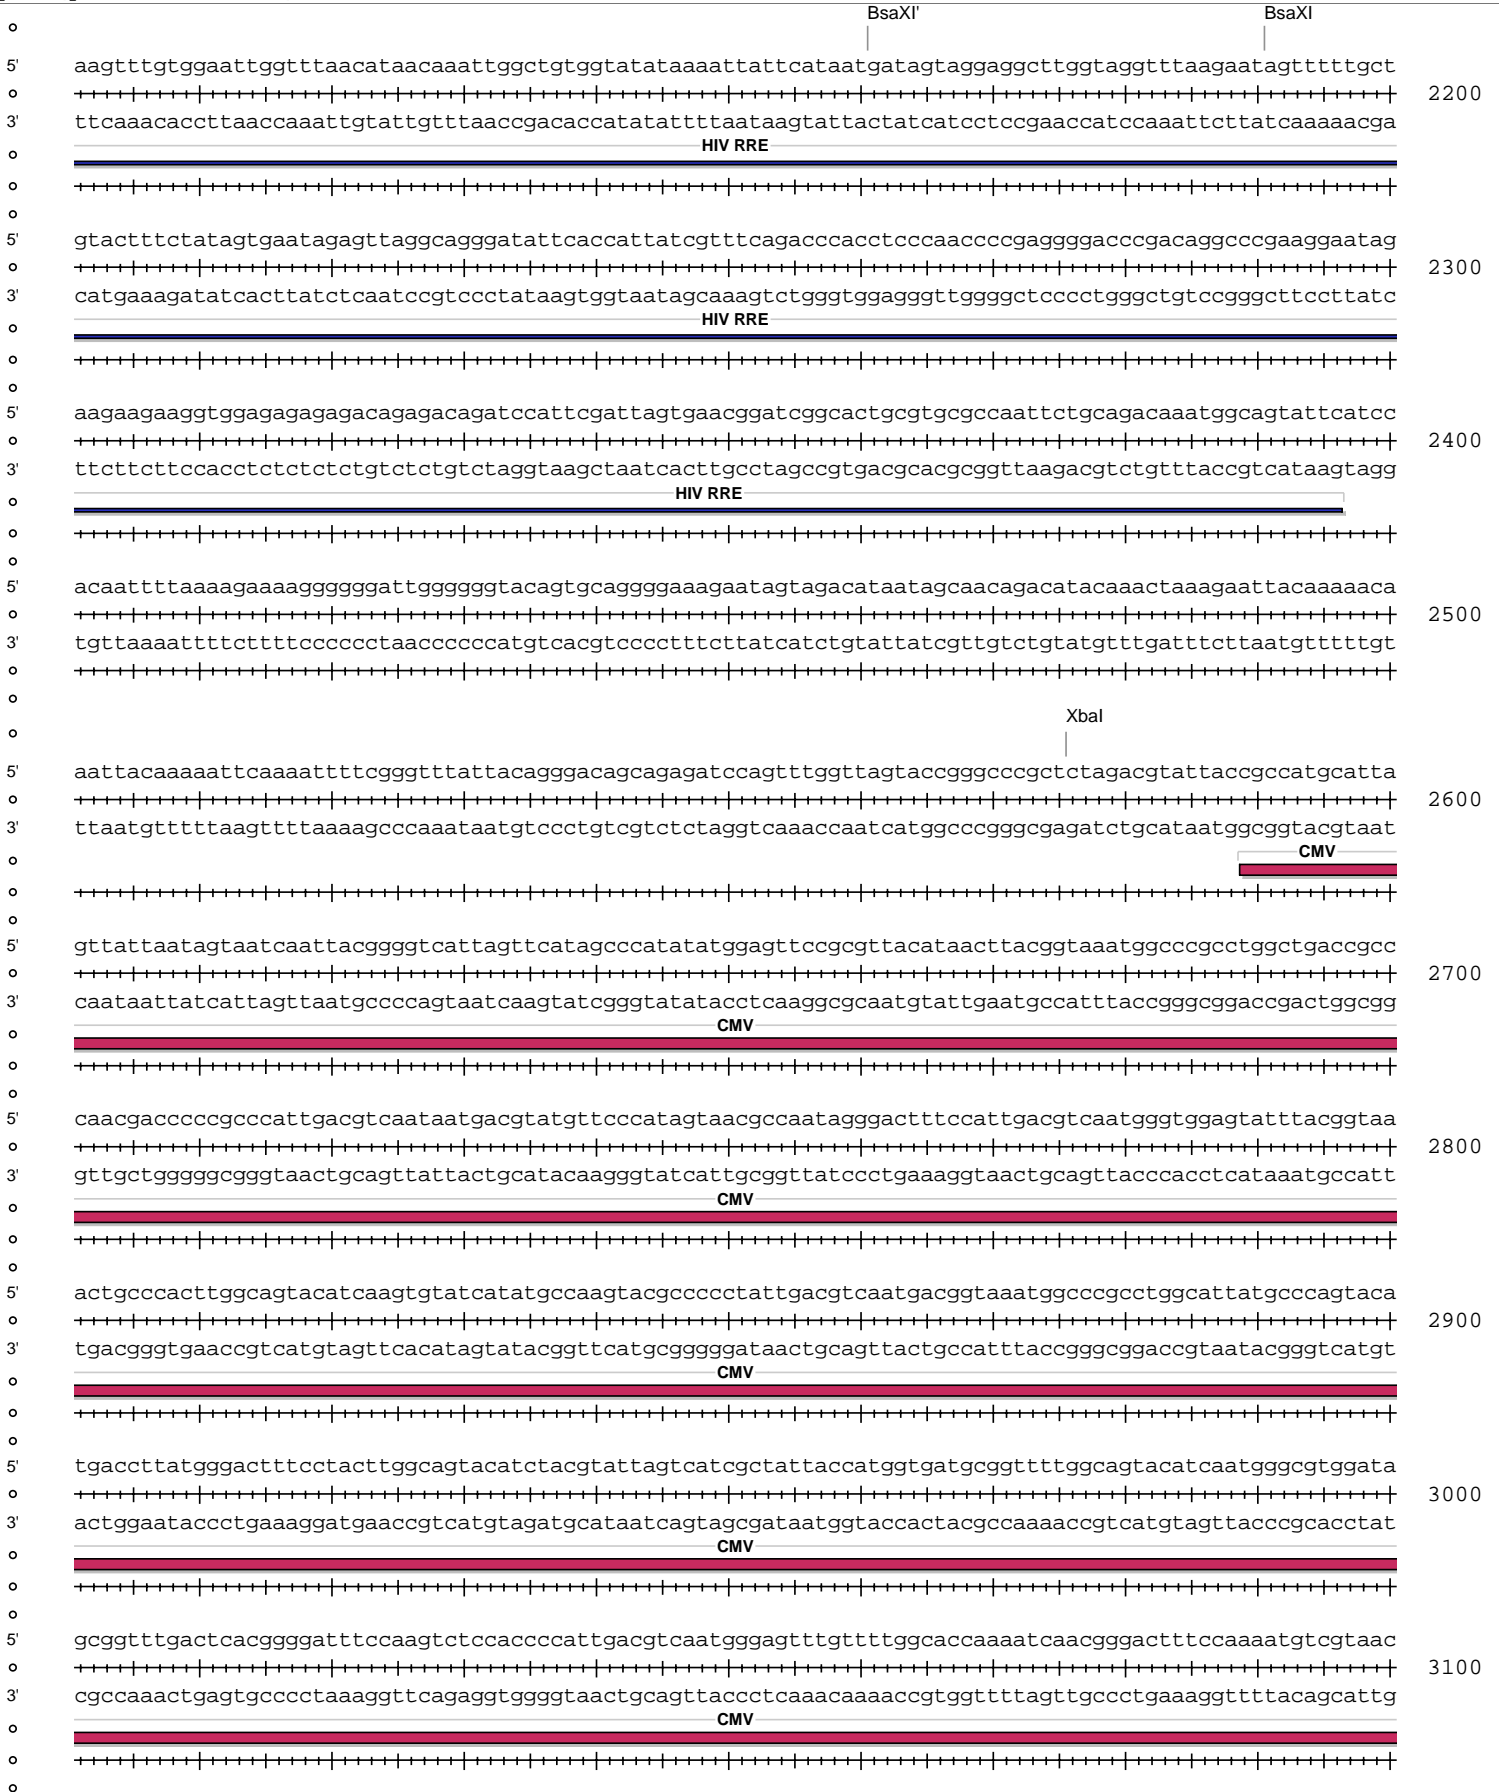 BsaXI' BsaXI
5' aagtttgtggaattggtttaacataacaaattggctgtggtatataaaattattcataatgatagtaggaggcttggtaggtttaagaatagtttttgct
2200
3' ttcaaacaccttaaccaaattgtattgtttaaccgacaccatatattttaataagtattactatcatcctccgaaccatccaaattcttatcaaaaacga
HIV RRE
5' gtactttctatagtgaatagagttaggcagggatattcaccattatcgtttcagacccacctcccaaccccgaggggacccgacaggcccgaaggaatag
2300
3' catgaaagatatcacttatctcaatccgtccctataagtggtaatagcaaagtctgggtggagggttggggctcccctgggctgtccgggcttccttatc
HIV RRE
5' aagaagaaggtggagagagagacagagacagatccattcgattagtgaacggatcggcactgcgtgcgccaattctgcagacaaatggcagtattcatcc
2400
3' ttcttcttccacctctctctctgtctctgtctaggtaagctaatcacttgcctagccgtgacgcacgcggttaagacgtctgtttaccgtcataagtagg
HIV RRE
5' acaattttaaaagaaaaggggggattggggggtacagtgcaggggaaagaatagtagacataatagcaacagacatacaaactaaagaattacaaaaaca
2500
3' tgttaaaattttcttttccccccctaaccccccatgtcacgtcccctttcttatcatctgtattatcgttgtctgtatgtttgatttcttaatgtttttgt
XbaI
5' aattacaaaaattcaaaattttcgggtttattacagggacagcagagatccagtttggttagtaccgggcccgctctagacgtattaccgccatgcatta
2600
3' ttaatgtttttaagttttaaaagcccaaataatgtccctgtcgtctctaggtcaaaccaatcatggcccgggcgagatctgcataatggcggtacgtaat
CMV
5' gttattaatagtaatcaattacggggtcattagttcatagcccatatatggagttccgcgttacataacttacggtaaatggcccgcctggctgaccgcc
2700
3' caataattatcattagttaatgccccagtaatcaagtatcgggtatatacctcaaggcgcaatgtattgaatgccatttaccgggcggaccgactggcgg
CMV
5' caacgacccccgcccattgacgtcaataatgacgtatgttcccatagtaacgccaatagggactttccattgacgtcaatgggtggagtatttacggtaa
2800
3' gttgctgggggcgggtaactgcagttattactgcatacaagggtatcattgcggttatccctgaaaggtaactgcagttacccacctcataaatgccatt
CMV
5' actgcccacttggcagtacatcaagtgtatcatatgccaagtacgccccctattgacgtcaatgacggtaaatggcccgcctggcattatgcccagtaca
2900
3' tgacgggtgaaccgtcatgtagttcacatagtatacggttcatgcgggggataactgcagttactgccatttaccgggcggaccgtaatacgggtcatgt
CMV
5' tgaccttatgggactttcctacttggcagtacatctacgtattagtcatcgctattaccatggtgatgcggttttggcagtacatcaatgggcgtggata
3000
3' actggaataccctgaaaggatgaaccgtcatgtagatgcataatcagtagcgataatggtaccactacgccaaaaccgtcatgtagttacccgcacctat
CMV
5' gcggtttgactcacggggatttccaagtctccaccccattgacgtcaatgggagtttgttttggcaccaaaatcaacgggactttccaaaatgtcgtaac
3100
3' cgccaaactgagtgcccctaaaggttcagaggtggggtaactgcagttaccctcaaacaaaaccgtggttttagttgccctgaaaggttttacagcattg
CMV